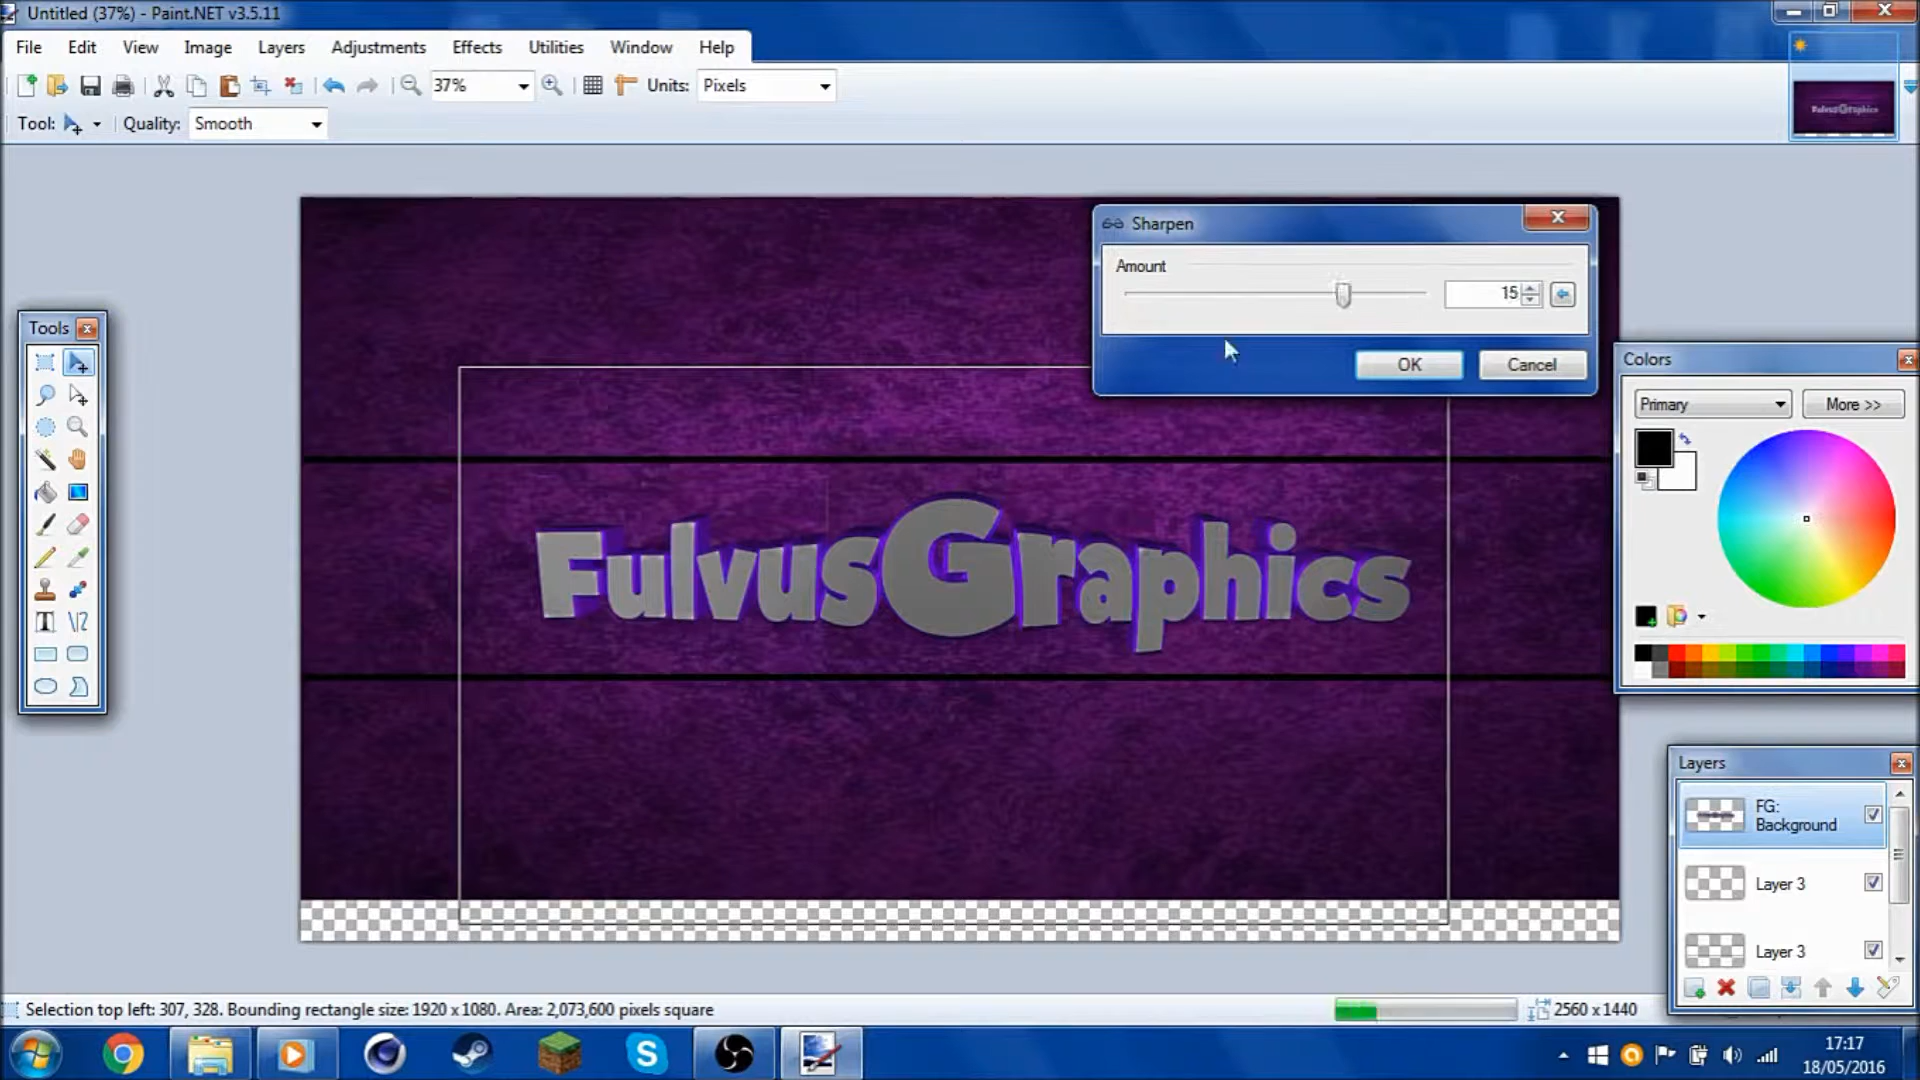 Untitled (37%) - Paint.NET v3.5.11
File Edit View Image Layers Adjustments Effects Utilities Window Help
37% Units: Pixels
Tool: Quality: Smooth
FulvusGraphics
Sharpen
Amount
15
OK Cancel
Tools
FulvusGraphics
Colors
Primary More >>
Layers
FG:
Background
Layer 3
Layer 3
Selection top left: 307, 328. Bounding rectangle size: 1920 x 1080. Area: 2,073,600 pixels square
2560 x 1440
17:17
18/05/2016